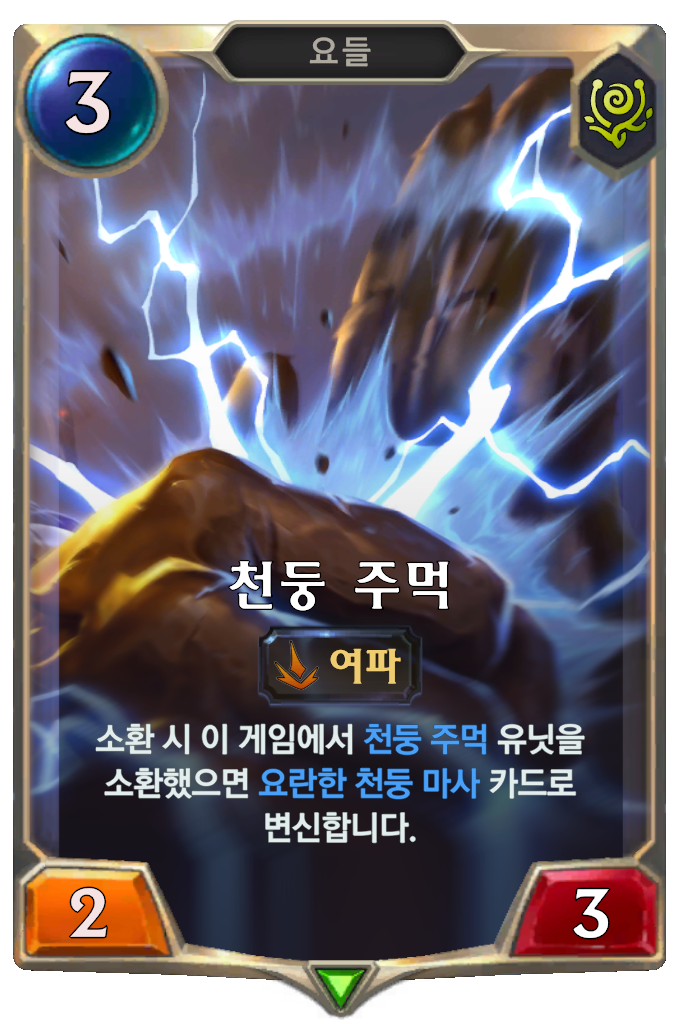 요들
3
천둥 주먹
여파
소환 시 이 게임에서 천둥 주먹 유닛을
소환했으면 요란한 천둥 마사 카드로
변신합니다.
2
3